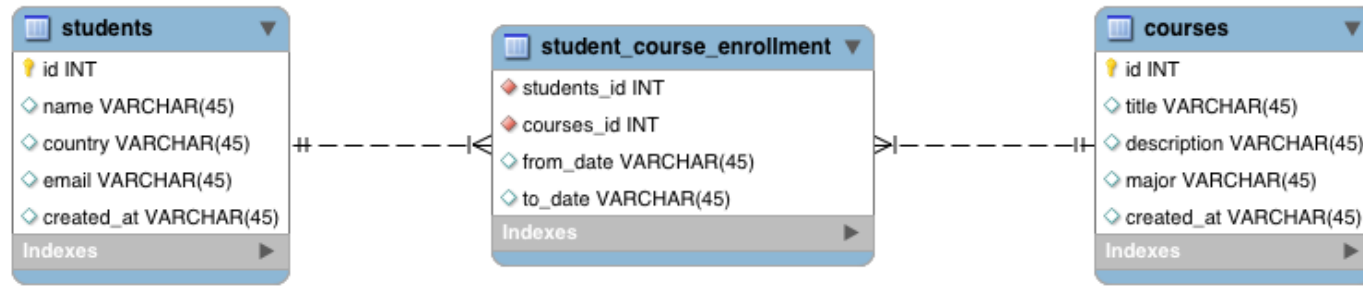 students
id INT
name VARCHAR(45)
country VARCHAR(45)
email VARCHAR(45)
created_at VARCHAR(45)
Indexes
student_course_enrollment
students_id INT
courses_id INT
from_date VARCHAR(45)
to_date VARCHAR(45)
Indexes
courses
id INT
title VARCHAR(45)
description VARCHAR(45)
major VARCHAR(45)
created_at VARCHAR(45)
Indexes